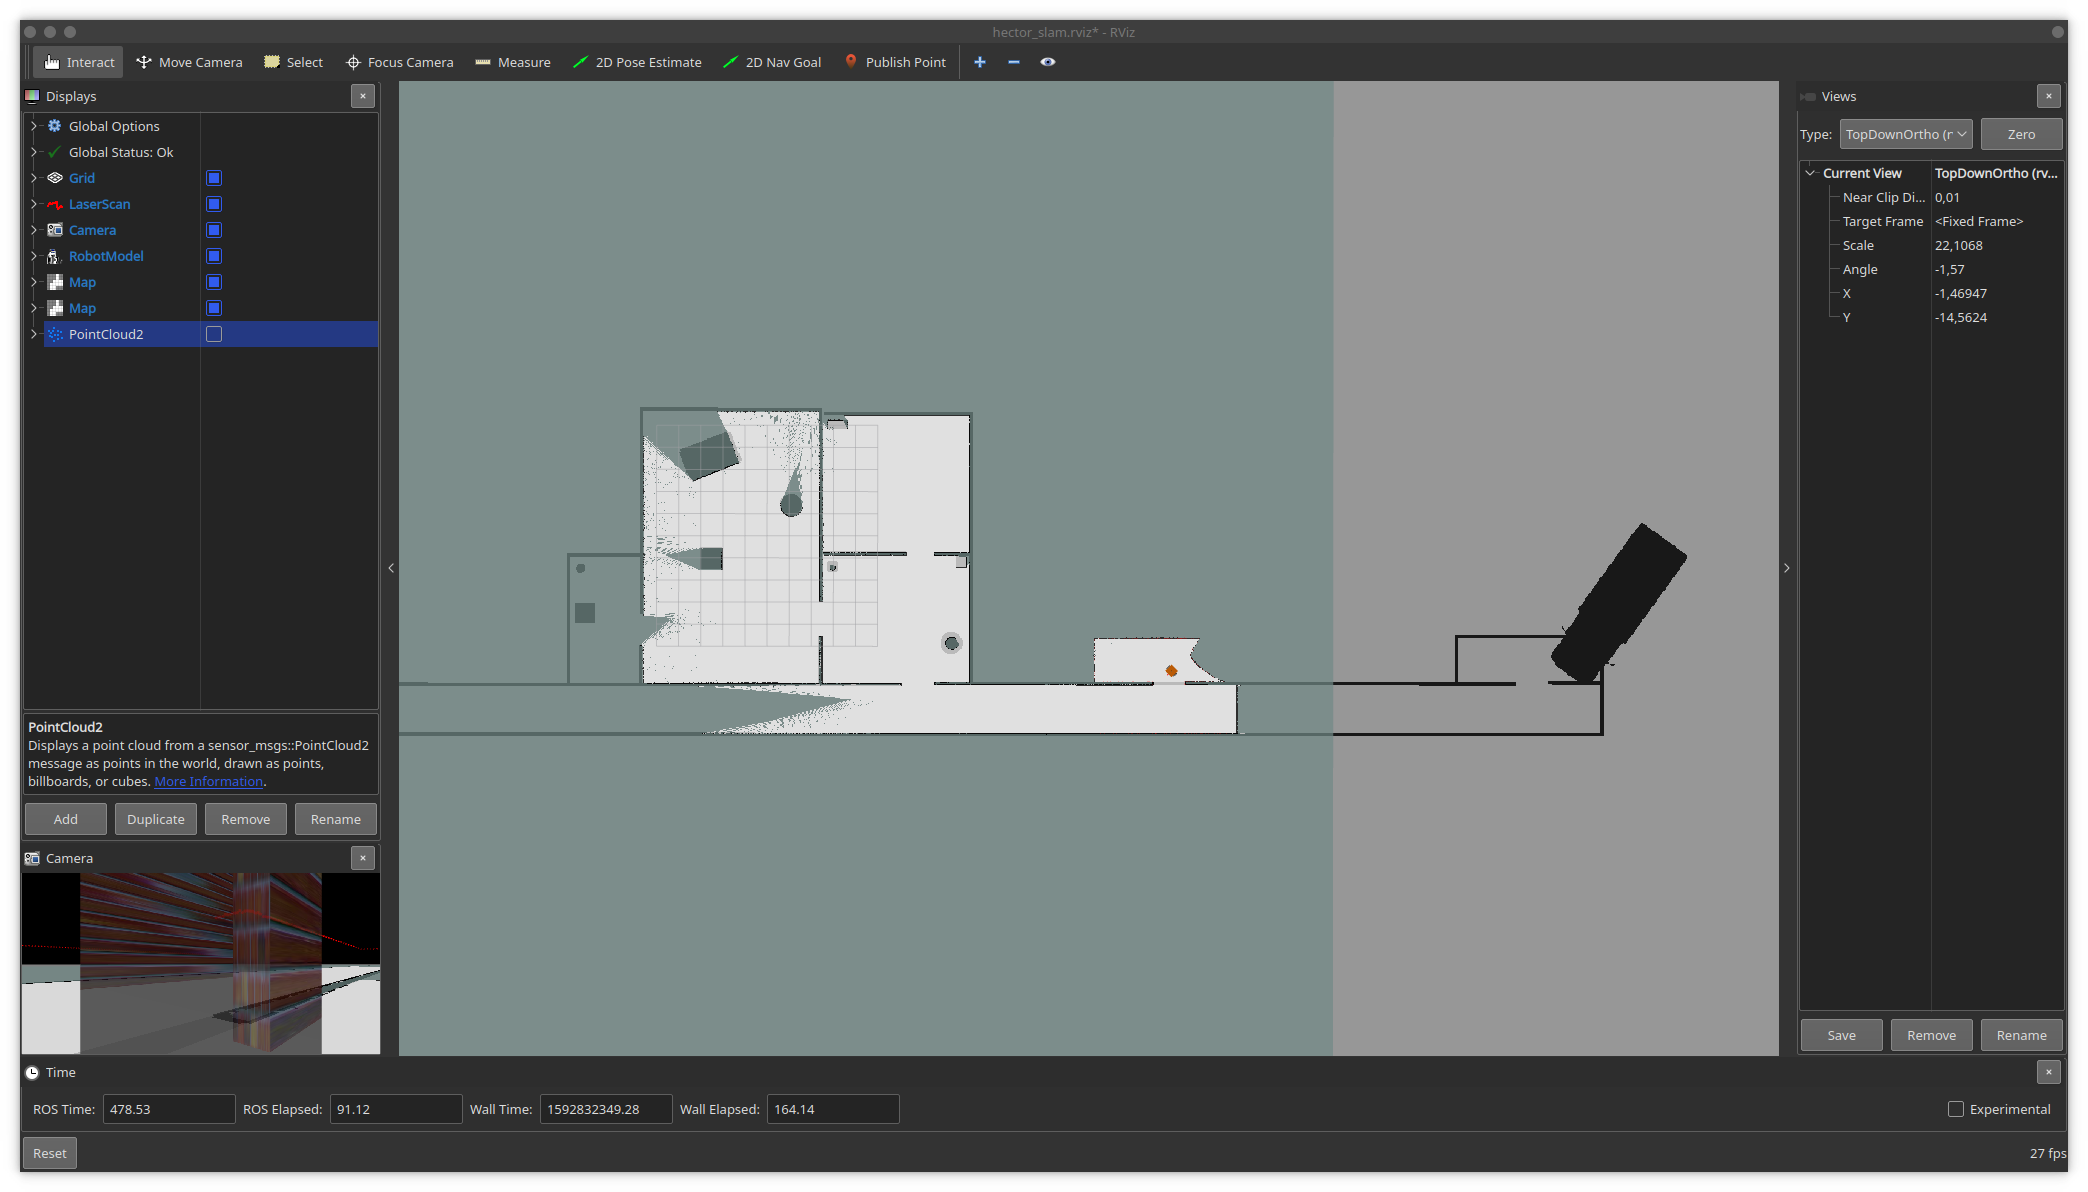 hector_slam.rviz* - RViz
Interact Move Camera Select Focus Camera Measure 2D Pose Estimate 2D Nav Goal Publish Point
Displays
Global Options
Global Status: Ok
Grid
LaserScan
Camera
RobotModel
Map
Map
PointCloud2
PointCloud2
Displays a point cloud from a sensor_msgs::PointCloud2
message as points in the world, drawn as points,
billboards, or cubes. More Information.
Add Duplicate Remove Rename
Camera
Views
Type: TopDownOrtho (r Zero
Current View TopDownOrtho (rv...
Near Clip Di... 0,01
Target Frame <Fixed Frame>
Scale 22,1068
Angle -1,57
X -1,46947
Y -14,5624
Save Remove Rename
Time
ROS Time: 478.53 ROS Elapsed: 91.12 Wall Time: 1592832349.28 Wall Elapsed: 164.14 Experimental
Reset 27 fps